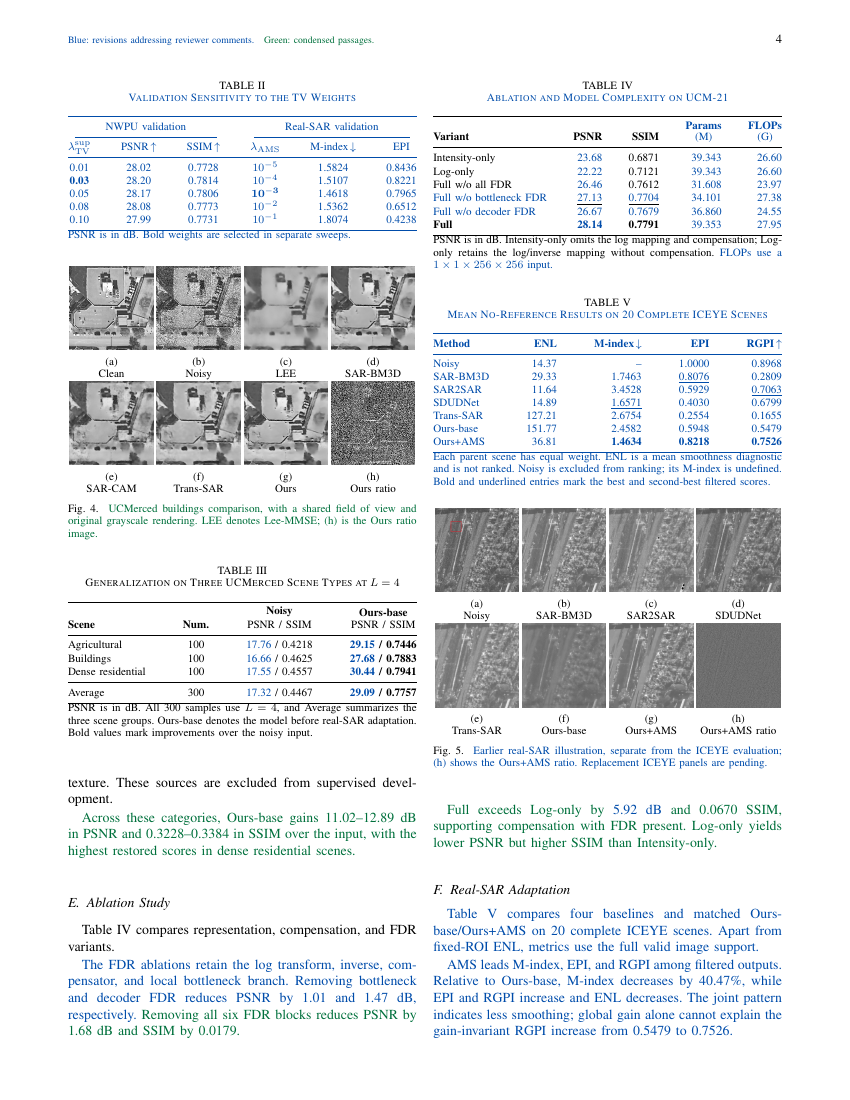 Blue: revisions addressing reviewer comments. Green: condensed passages.
4
TABLE II
VALIDATION SENSITIVITY TO THE TV WEIGHTS
NWPU validation Real-SAR validation
λ_TV^sup PSNR↑ SSIM↑ λ_AMS M-index↓ EPI
0.01 28.02 0.7728 10^−5 1.5824 0.8436
0.03 28.20 0.7814 10^−4 1.5107 0.8221
0.05 28.17 0.7806 10^−3 1.4618 0.7965
0.08 28.08 0.7773 10^−2 1.5362 0.6512
0.10 27.99 0.7731 10^−1 1.8074 0.4238
PSNR is in dB. Bold weights are selected in separate sweeps.
(a) (b) (c) (d)
Clean Noisy LEE SAR-BM3D
(e) (f) (g) (h)
SAR-CAM Trans-SAR Ours Ours ratio
Fig. 4. UCMerced buildings comparison, with a shared field of view and
original grayscale rendering. LEE denotes Lee-MMSE; (h) is the Ours ratio
image.
TABLE III
GENERALIZATION ON THREE UCMERCED SCENE TYPES AT L = 4
Noisy Ours-base
Scene Num. PSNR / SSIM PSNR / SSIM
Agricultural 100 17.76 / 0.4218 29.15 / 0.7446
Buildings 100 16.66 / 0.4625 27.68 / 0.7883
Dense residential 100 17.55 / 0.4557 30.44 / 0.7941
Average 300 17.32 / 0.4467 29.09 / 0.7757
PSNR is in dB. All 300 samples use L = 4, and Average summarizes the
three scene groups. Ours-base denotes the model before real-SAR adaptation.
Bold values mark improvements over the noisy input.
texture. These sources are excluded from supervised devel-
opment.
Across these categories, Ours-base gains 11.02–12.89 dB
in PSNR and 0.3228–0.3384 in SSIM over the input, with the
highest restored scores in dense residential scenes.
E. Ablation Study
Table IV compares representation, compensation, and FDR
variants.
The FDR ablations retain the log transform, inverse, com-
pensator, and local bottleneck branch. Removing bottleneck
and decoder FDR reduces PSNR by 1.01 and 1.47 dB,
respectively. Removing all six FDR blocks reduces PSNR by
1.68 dB and SSIM by 0.0179.
TABLE IV
ABLATION AND MODEL COMPLEXITY ON UCM-21
Variant PSNR SSIM Params (M) FLOPs (G)
Intensity-only 23.68 0.6871 39.343 26.60
Log-only 22.22 0.7121 39.343 26.60
Full w/o all FDR 26.46 0.7612 31.608 23.97
Full w/o bottleneck FDR 27.13 0.7704 34.101 27.38
Full w/o decoder FDR 26.67 0.7679 36.860 24.55
Full 28.14 0.7791 39.353 27.95
PSNR is in dB. Intensity-only omits the log mapping and compensation; Log-
only retains the log/inverse mapping without compensation. FLOPs use a
1 × 1 × 256 × 256 input.
TABLE V
MEAN NO-REFERENCE RESULTS ON 20 COMPLETE ICEYE SCENES
Method ENL M-index↓ EPI RGPI↑
Noisy 14.37 – 1.0000 0.8968
SAR-BM3D 29.33 1.7463 0.8076 0.2809
SAR2SAR 11.64 3.4528 0.5929 0.7063
SDUDNet 14.89 1.6571 0.4030 0.6799
Trans-SAR 127.21 2.6754 0.2554 0.1655
Ours-base 151.77 2.4582 0.5948 0.5479
Ours+AMS 36.81 1.4634 0.8218 0.7526
Each parent scene has equal weight. ENL is a mean smoothness diagnostic
and is not ranked. Noisy is excluded from ranking; its M-index is undefined.
Bold and underlined entries mark the best and second-best filtered scores.
(a) (b) (c) (d)
Noisy SAR-BM3D SAR2SAR SDUDNet
(e) (f) (g) (h)
Trans-SAR Ours-base Ours+AMS Ours+AMS ratio
Fig. 5. Earlier real-SAR illustration, separate from the ICEYE evaluation;
(h) shows the Ours+AMS ratio. Replacement ICEYE panels are pending.
Full exceeds Log-only by 5.92 dB and 0.0670 SSIM,
supporting compensation with FDR present. Log-only yields
lower PSNR but higher SSIM than Intensity-only.
F. Real-SAR Adaptation
Table V compares four baselines and matched Ours-
base/Ours+AMS on 20 complete ICEYE scenes. Apart from
fixed-ROI ENL, metrics use the full valid image support.
AMS leads M-index, EPI, and RGPI among filtered outputs.
Relative to Ours-base, M-index decreases by 40.47%, while
EPI and RGPI increase and ENL decreases. The joint pattern
indicates less smoothing; global gain alone cannot explain the
gain-invariant RGPI increase from 0.5479 to 0.7526.